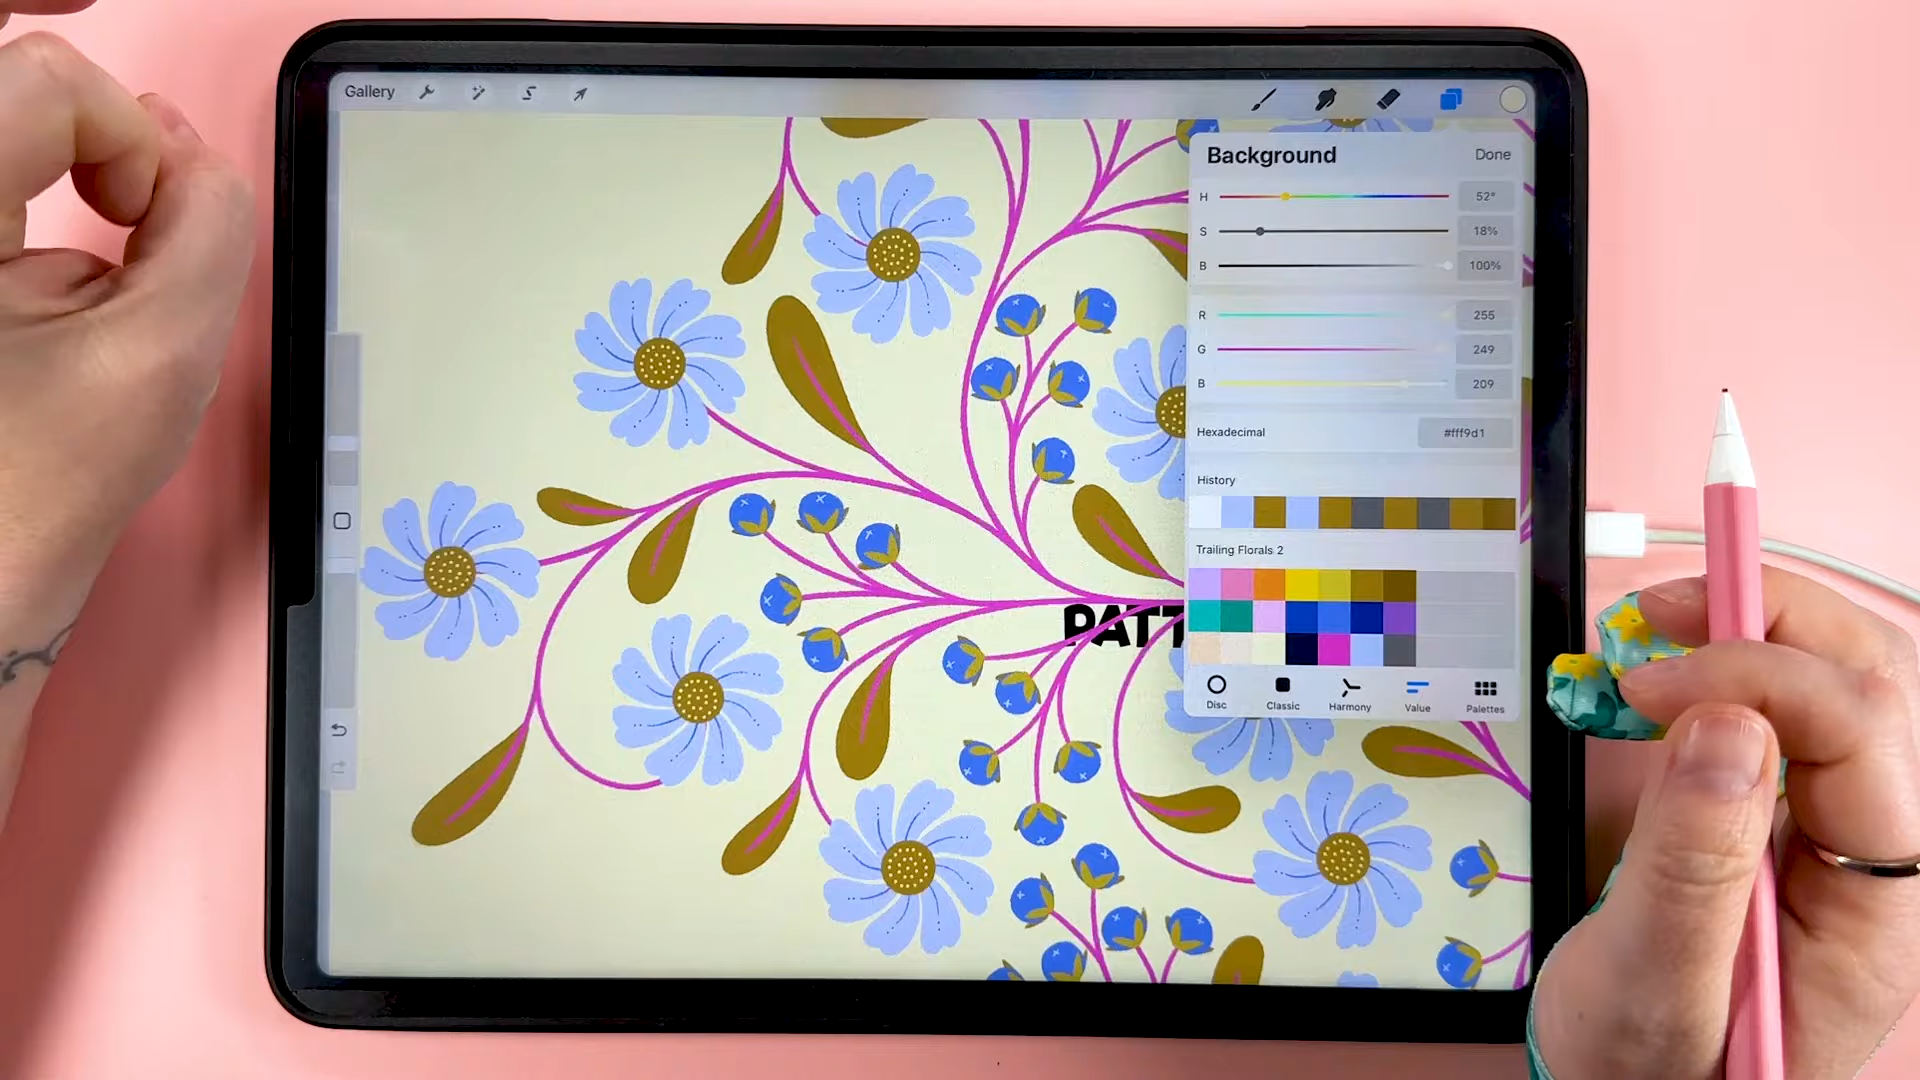 Gallery
Background Done
H 52°
S 18%
B 100%
R 255
G 249
B 209
Hexadecimal #fff9d1
History
Trailing Florals 2
PATT
Disc Classic Harmony Value Palettes